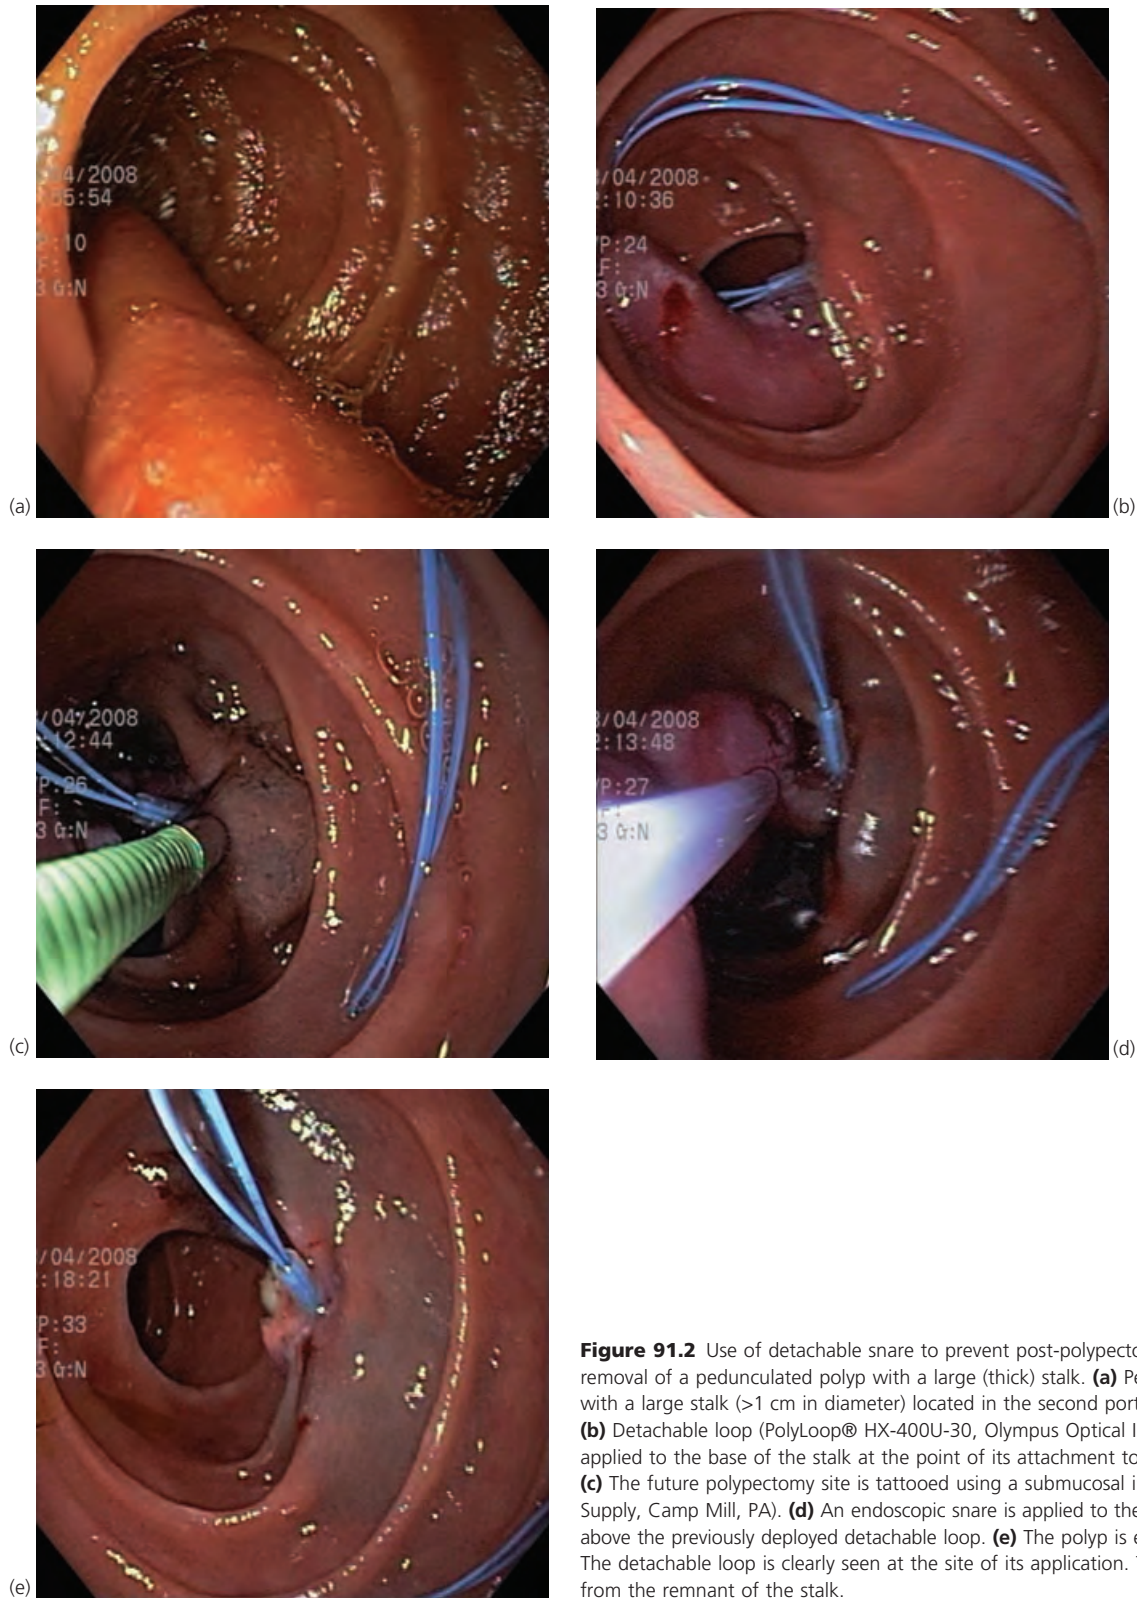 04/2008
55:54
P:10
F:
3 G:N
(a)
/04/2008
:10:36
P:24
F:
3 G:N
(b)
/04/2008
:12:44
P:26
F:
3 G:N
(c)
/04/2008
:13:48
P:27
F:
3 G:N
(d)
/04/2008
:18:21
P:33
F:
3 G:N
(e)
Figure 91.2 Use of detachable snare to prevent post-polypecto
removal of a pedunculated polyp with a large (thick) stalk. (a) Pe
with a large stalk (>1 cm in diameter) located in the second port
(b) Detachable loop (PolyLoop® HX-400U-30, Olympus Optical I
applied to the base of the stalk at the point of its attachment to
(c) The future polypectomy site is tattooed using a submucosal i
Supply, Camp Mill, PA). (d) An endoscopic snare is applied to the
above the previously deployed detachable loop. (e) The polyp is e
The detachable loop is clearly seen at the site of its application.
from the remnant of the stalk.